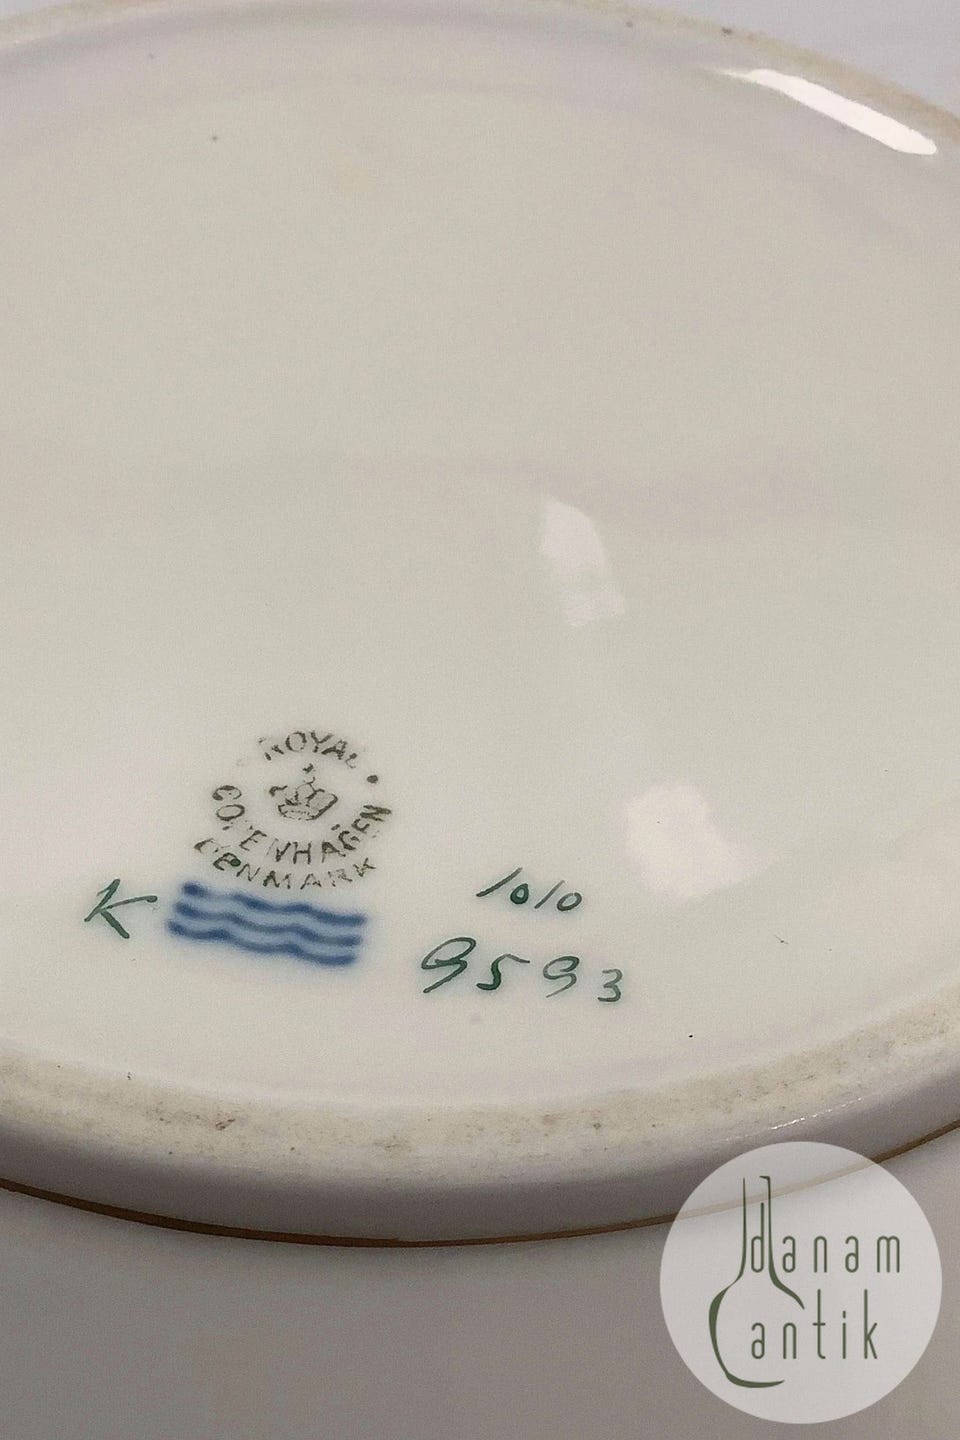 ROYAL
COPENHAGEN
DENMARK
K
1010
9593
danam
antik